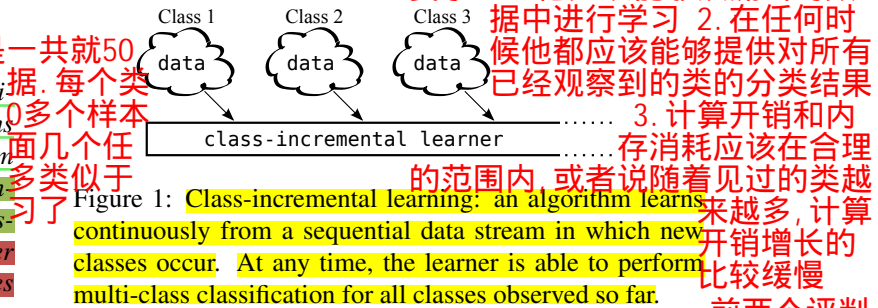 Class 1 Class 2 Class 3
data data data
class-incremental learner
Figure 1: Class-incremental learning: an algorithm learns
continuously from a sequential data stream in which new
classes occur. At any time, the learner is able to perform
multi-class classification for all classes observed so far.
据中进行学习 2.在任何时
候他都应该能够提供对所有
已经观察到的类的分类结果
3.计算开销和内
存消耗应该在合理
的范围内,或者说随着见过的类越
来越多,计算
开销增长的
比较缓慢
一共就50
据.每个类
0多个样本
面几个任
多类似于
习了